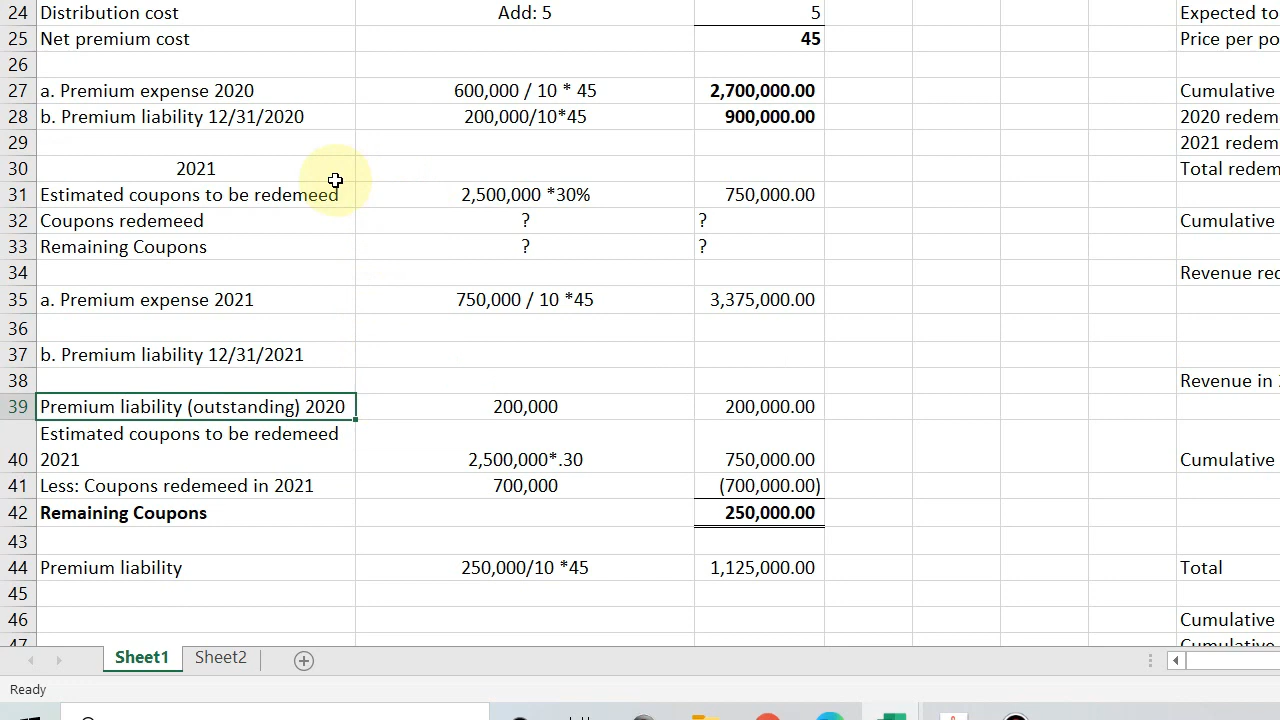 24 Distribution cost Add: 5 5 Expected to
25 Net premium cost 45 Price per po
26
27 a. Premium expense 2020 600,000 / 10 * 45 2,700,000.00 Cumulative
28 b. Premium liability 12/31/2020 200,000/10*45 900,000.00 2020 redem
29 2021 redem
30 2021 Total redem
31 Estimated coupons to be redemeed 2,500,000 *30% 750,000.00
32 Coupons redemeed ? ? Cumulative
33 Remaining Coupons ? ?
34 Revenue rec
35 a. Premium expense 2021 750,000 / 10 *45 3,375,000.00
36
37 b. Premium liability 12/31/2021
38 Revenue in
39 Premium liability (outstanding) 2020 200,000 200,000.00
Estimated coupons to be redemeed
40 2021 2,500,000*.30 750,000.00 Cumulative
41 Less: Coupons redemeed in 2021 700,000 (700,000.00)
42 Remaining Coupons 250,000.00
43
44 Premium liability 250,000/10 *45 1,125,000.00 Total
45
46 Cumulative
47 Cumulative
Sheet1 Sheet2
Ready